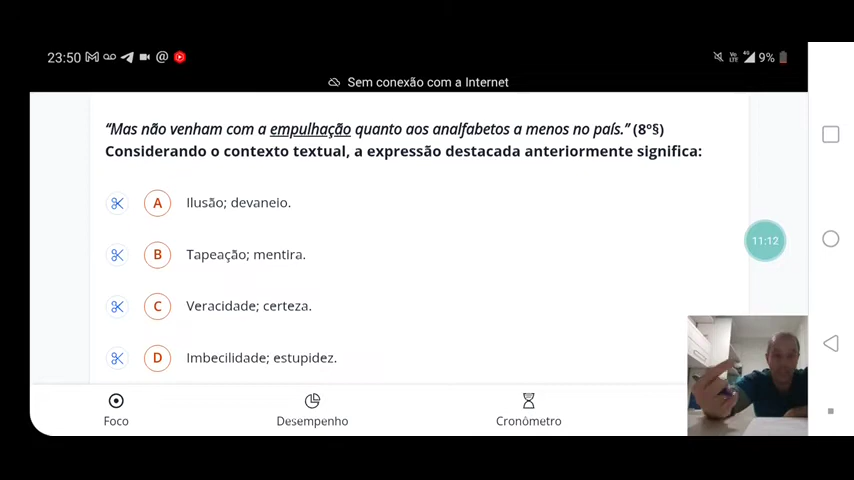 23:50
9%
Sem conexão com a Internet
“Mas não venham com a empulhação quanto aos analfabetos a menos no país.” (8º§)
Considerando o contexto textual, a expressão destacada anteriormente significa:
A Ilusão; devaneio.
B Tapeação; mentira.
11:12
C Veracidade; certeza.
D Imbecilidade; estupidez.
Foco Desempenho Cronômetro